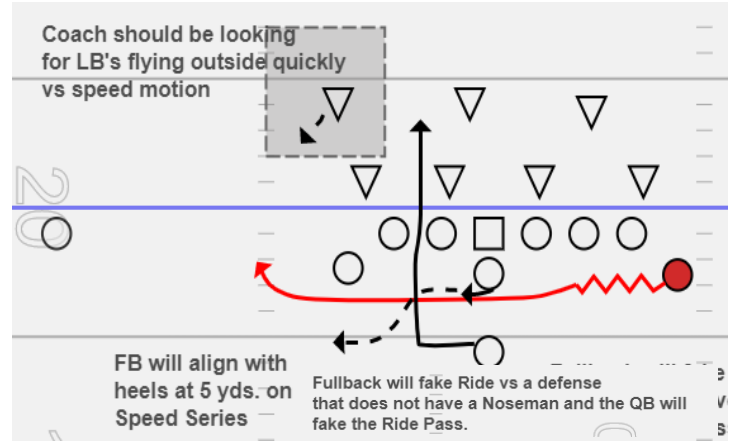 Coach should be looking
for LB's flying outside quickly
vs speed motion
20
FB will align with
heels at 5 yds. on
Speed Series
Fullback will fake Ride vs a defense
that does not have a Noseman and the QB will
fake the Ride Pass.